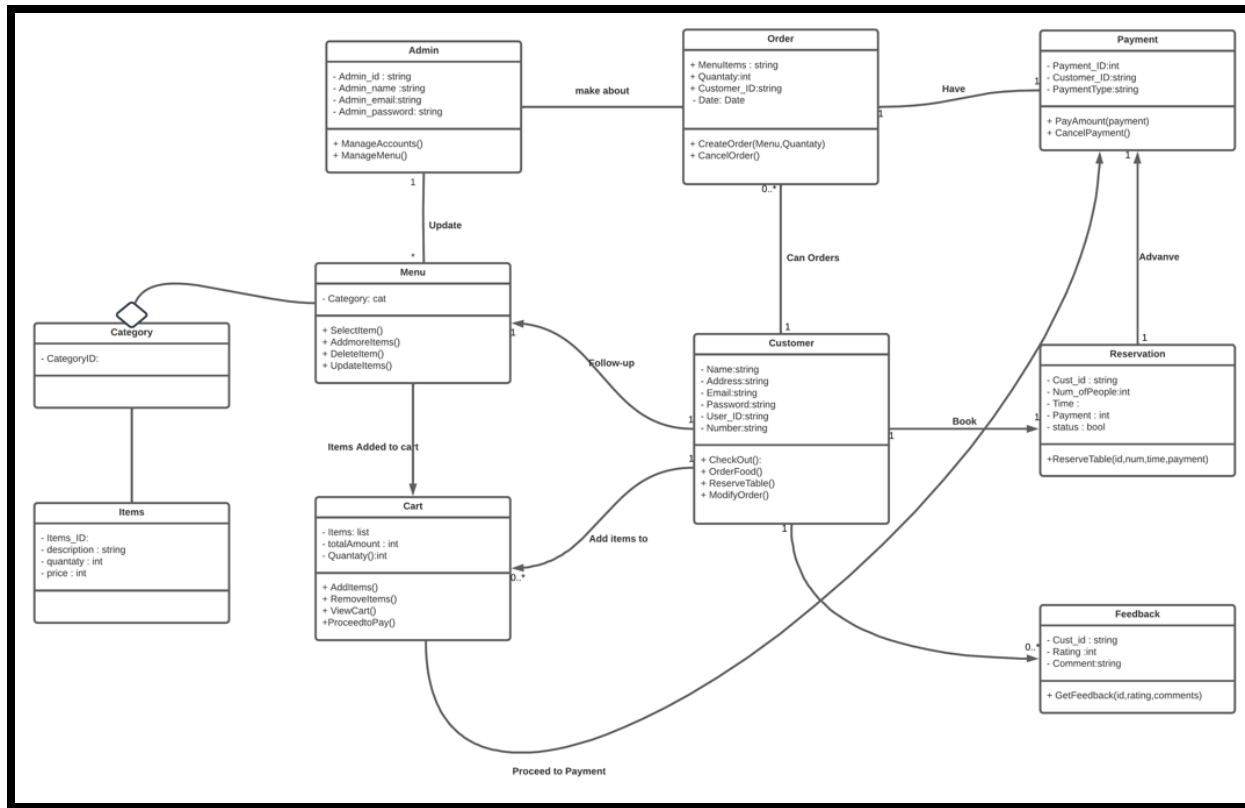 Admin
- Admin_id : string
- Admin_name :string
- Admin_email:string
- Admin_password: string
+ ManageAccounts()
+ ManageMenu()
1
Update
*
make about
Order
+ MenuItems : string
+ Quantaty:int
+ Customer_ID:string
- Date: Date
+ CreateOrder(Menu,Quantaty)
+ CancelOrder()
0..*
1
Have
1
Payment
- Payment_ID:int
- Customer_ID:string
- PaymentType:string
+ PayAmount(payment)
+ CancelPayment()
1
Can Orders
1
Advanve
1
Menu
- Category: cat
+ SelectItem()
+ AddmoreItems()
+ DeleteItem()
+ UpdateItems()
1
Category
- CategoryID:
Follow-up
1
Customer
- Name:string
- Address:string
- Email:string
- Password:string
- User_ID:string
- Number:string
+ CheckOut():
+ OrderFood()
+ ReserveTable()
+ ModifyOrder()
1
Book
1
Reservation
- Cust_id : string
- Num_ofPeople:int
- Time :
- Payment : int
- status : bool
+ReserveTable(id,num,time,payment)
Items Added to cart
1
Add items to
0..*
Items
- Items_ID:
- description : string
- quantaty : int
- price : int
Cart
- Items: list
- totalAmount : int
- Quantaty():int
+ AddItems()
+ RemoveItems()
+ ViewCart()
+ProceedtoPay()
1
0..*
Feedback
- Cust_id : string
- Rating :int
- Comment:string
+ GetFeedback(id,rating,comments)
Proceed to Payment